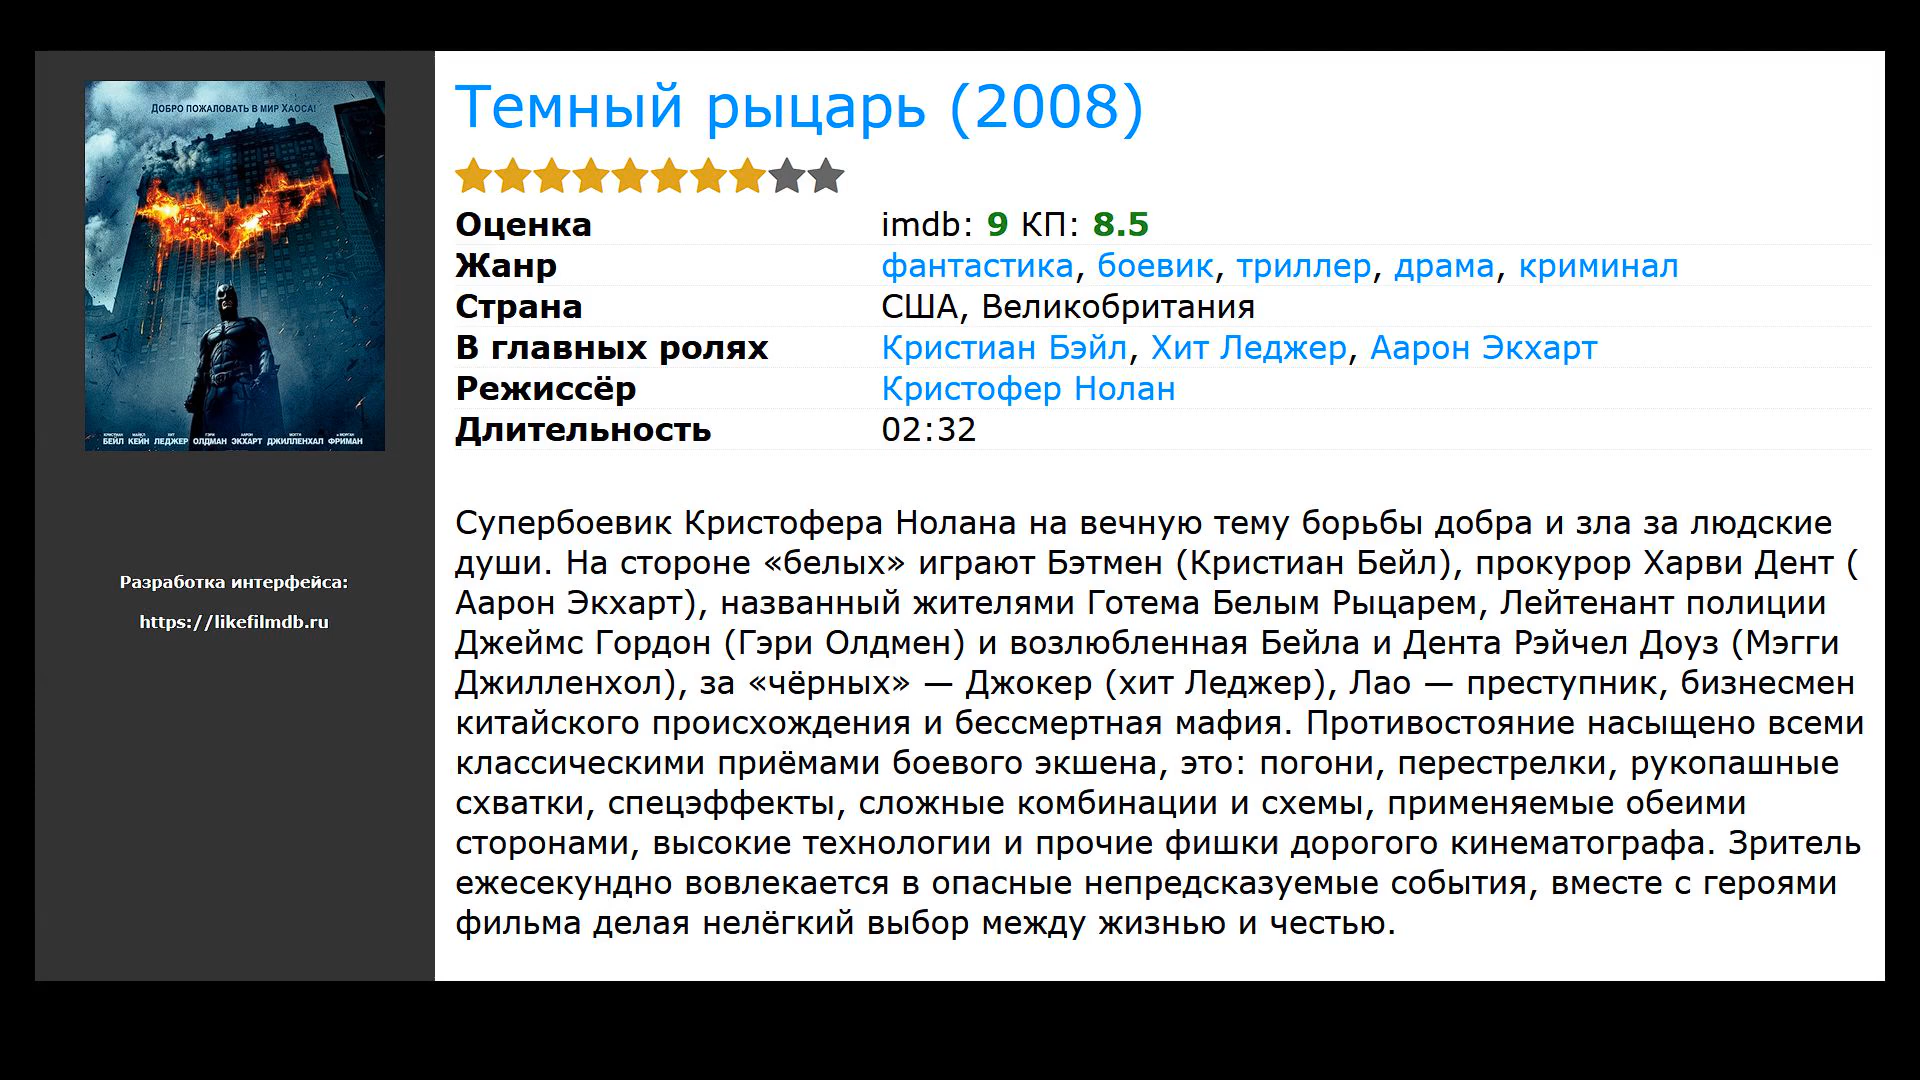 ДОБРО ПОЖАЛОВАТЬ В МИР ХАОСА!
КРИСТИАН МАЙКЛ ХИТ ГЭРИ ААРОН МЭГГИ и МОРГАН
БЕЙЛ КЕЙН ЛЕДЖЕР ОЛДМАН ЭКХАРТ ДЖИЛЛЕНХАЛ ФРИМАН
Разработка интерфейса:
https://likefilmdb.ru
Темный рыцарь (2008)
Оценка imdb: 9 КП: 8.5
Жанр фантастика, боевик, триллер, драма, криминал
Страна США, Великобритания
В главных ролях Кристиан Бэйл, Хит Леджер, Аарон Экхарт
Режиссёр Кристофер Нолан
Длительность 02:32
Супербоевик Кристофера Нолана на вечную тему борьбы добра и зла за людские
души. На стороне «белых» играют Бэтмен (Кристиан Бейл), прокурор Харви Дент (
Аарон Экхарт), названный жителями Готема Белым Рыцарем, Лейтенант полиции
Джеймс Гордон (Гэри Олдмен) и возлюбленная Бейла и Дента Рэйчел Доуз (Мэгги
Джилленхол), за «чёрных» — Джокер (хит Леджер), Лао — преступник, бизнесмен
китайского происхождения и бессмертная мафия. Противостояние насыщено всеми
классическими приёмами боевого экшена, это: погони, перестрелки, рукопашные
схватки, спецэффекты, сложные комбинации и схемы, применяемые обеими
сторонами, высокие технологии и прочие фишки дорогого кинематографа. Зритель
ежесекундно вовлекается в опасные непредсказуемые события, вместе с героями
фильма делая нелёгкий выбор между жизнью и честью.